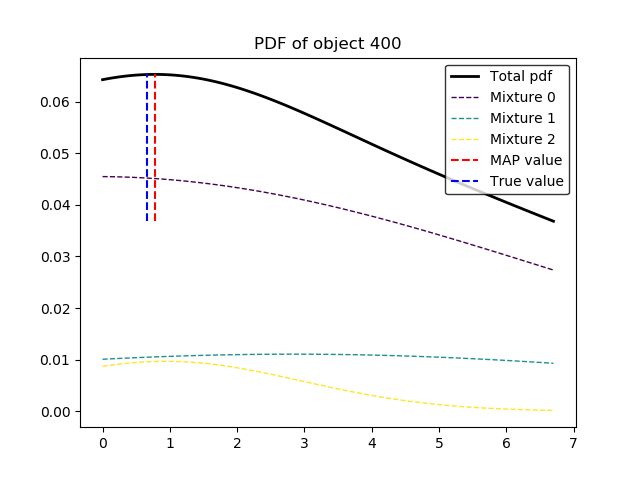 PDF of object 400
Total pdf
Mixture 0
Mixture 1
Mixture 2
MAP value
True value
0.06
0.05
0.04
0.03
0.02
0.01
0.00
0 1 2 3 4 5 6 7